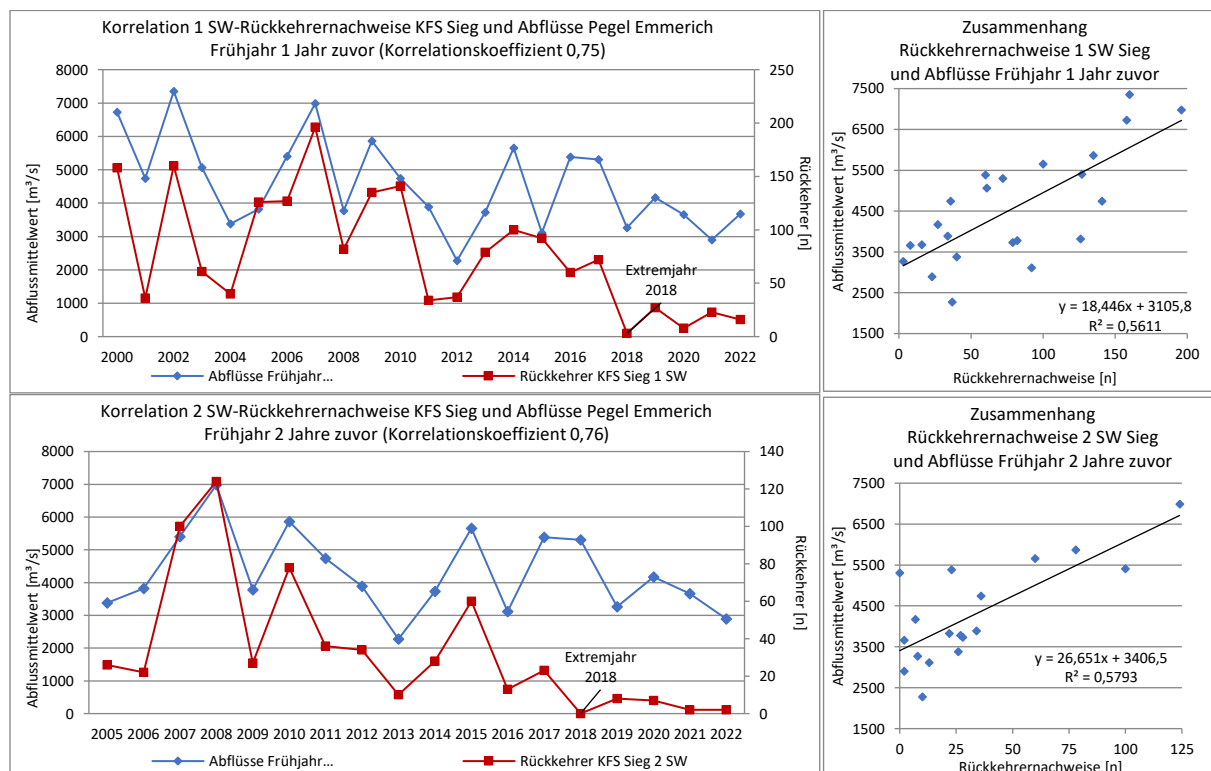 Korrelation 1 SW-Rückkehrernachweise KFS Sieg und Abflüsse Pegel Emmerich
Frühjahr 1 Jahr zuvor (Korrelationskoeffizient 0,75)
Abflussmittelwert [m³/s]
8000
7000
6000
5000
4000
3000
2000
1000
0
250
200
150
100
50
0
Rückkehrer [n]
Extremjahr
2018
2000 2002 2004 2006 2008 2010 2012 2014 2016 2018 2020 2022
Abflüsse Frühjahr... Rückkehrer KFS Sieg 1 SW
Zusammenhang
Rückkehrernachweise 1 SW Sieg
und Abflüsse Frühjahr 1 Jahr zuvor
Abflussmittelwert [m³/s]
7500
6500
5500
4500
3500
2500
1500
y = 18,446x + 3105,8
R² = 0,5611
0 50 100 150 200
Rückkehrernachweise [n]
Korrelation 2 SW-Rückkehrernachweise KFS Sieg und Abflüsse Pegel Emmerich
Frühjahr 2 Jahre zuvor (Korrelationskoeffizient 0,76)
Abflussmittelwert [m³/s]
8000
7000
6000
5000
4000
3000
2000
1000
0
140
120
100
80
60
40
20
0
Rückkehrer [n]
Extremjahr
2018
2005 2006 2007 2008 2009 2010 2011 2012 2013 2014 2015 2016 2017 2018 2019 2020 2021 2022
Abflüsse Frühjahr... Rückkehrer KFS Sieg 2 SW
Zusammenhang
Rückkehrernachweise 2 SW Sieg
und Abflüsse Frühjahr 2 Jahre zuvor
Abflussmittelwert [m³/s]
7500
6500
5500
4500
3500
2500
1500
y = 26,651x + 3406,5
R² = 0,5793
0 25 50 75 100 125
Rückkehrernachweise [n]